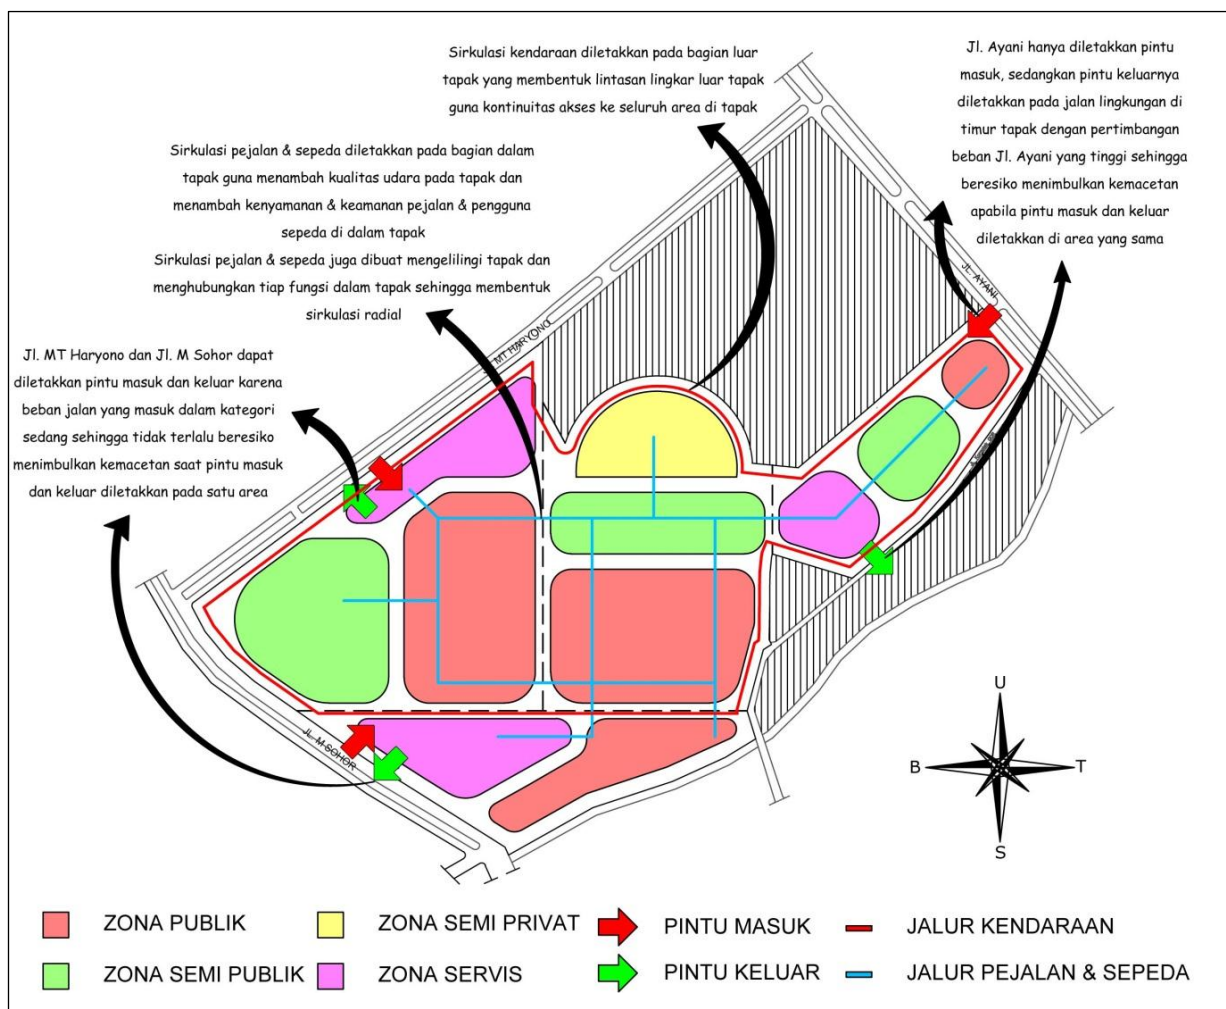 Sirkulasi kendaraan diletakkan pada bagian luar
tapak yang membentuk lintasan lingkar luar tapak
guna kontinuitas akses ke seluruh area di tapak
Jl. Ayani hanya diletakkan pintu
masuk, sedangkan pintu keluarnya
diletakkan pada jalan lingkungan di
timur tapak dengan pertimbangan
beban Jl. Ayani yang tinggi sehingga
beresiko menimbulkan kemacetan
apabila pintu masuk dan keluar
diletakkan di area yang sama
Sirkulasi pejalan & sepeda diletakkan pada bagian dalam
tapak guna menambah kualitas udara pada tapak dan
menambah kenyamanan & keamanan pejalan & pengguna
sepeda di dalam tapak
Sirkulasi pejalan & sepeda juga dibuat mengelilingi tapak dan
menghubungkan tiap fungsi dalam tapak sehingga membentuk
sirkulasi radial
Jl. MT Haryono dan Jl. M Sohor dapat
diletakkan pintu masuk dan keluar karena
beban jalan yang masuk dalam kategori
sedang sehingga tidak terlalu beresiko
menimbulkan kemacetan saat pintu masuk
dan keluar diletakkan pada satu area
JL. AYANI
MT HARYONO
JL. M SOHOR
U
B
T
S
ZONA PUBLIK
ZONA SEMI PRIVAT
PINTU MASUK
JALUR KENDARAAN
ZONA SEMI PUBLIK
ZONA SERVIS
PINTU KELUAR
JALUR PEJALAN & SEPEDA